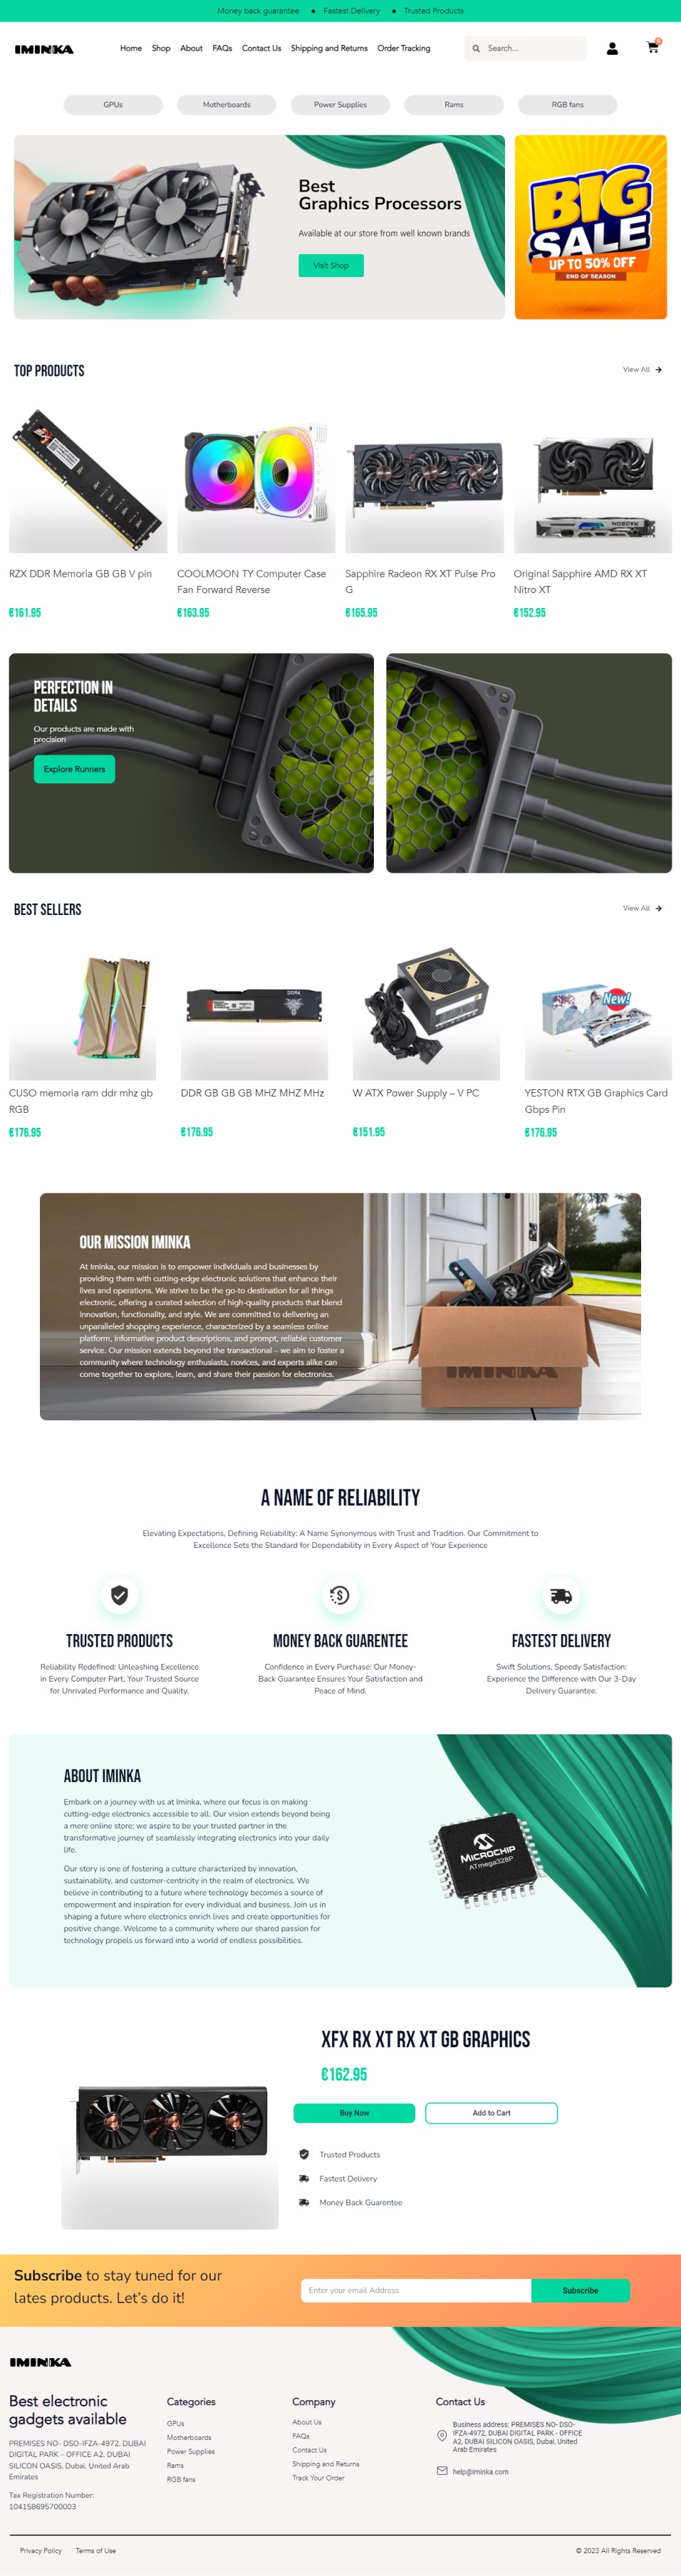 Money back guarantee • Fastest Delivery • Trusted Products
IMINKA
Home Shop About FAQs Contact Us Shipping and Returns Order Tracking
Search...
0
GPUs Motherboards Power Supplies Rams RGB fans
Best
Graphics Processors
Available at our store from well known brands
Visit Shop
BIG
SALE
UP TO 50% OFF
END OF SEASON
TOP PRODUCTS
View All
RADEON
RZX DDR Memoria GB GB V pin
€161.95
COOLMOON TY Computer Case
Fan Forward Reverse
€163.95
Sapphire Radeon RX XT Pulse Pro
G
€165.95
Original Sapphire AMD RX XT
Nitro XT
€152.95
PERFECTION IN
DETAILS
Our products are made with
precision
Explore Runners
BEST SELLERS
View All
DDR4
New!
CUSO memoria ram ddr mhz gb
RGB
€176.95
DDR GB GB GB MHZ MHZ MHz
€176.95
W ATX Power Supply – V PC
€151.95
YESTON RTX GB Graphics Card
Gbps Pin
€176.95
OUR MISSION IMINKA
At Iminka, our mission is to empower individuals and businesses by
providing them with cutting-edge electronic solutions that enhance their
lives and operations. We strive to be the go-to destination for all things
electronic, offering a curated selection of high-quality products that blend
innovation, functionality, and style. We are committed to delivering an
unparalleled shopping experience, characterized by a seamless online
platform, informative product descriptions, and prompt, reliable customer
service. Our mission extends beyond the transactional – we aim to foster a
community where technology enthusiasts, novices, and experts alike can
come together to explore, learn, and share their passion for electronics.
IMINKA
A NAME OF RELIABILITY
Elevating Expectations, Defining Reliability: A Name Synonymous with Trust and Tradition. Our Commitment to
Excellence Sets the Standard for Dependability in Every Aspect of Your Experience
TRUSTED PRODUCTS
Reliability Redefined: Unleashing Excellence
in Every Computer Part, Your Trusted Source
for Unrivaled Performance and Quality.
MONEY BACK GUARENTEE
Confidence in Every Purchase: Our Money-
Back Guarantee Ensures Your Satisfaction and
Peace of Mind.
FASTEST DELIVERY
Swift Solutions, Speedy Satisfaction:
Experience the Difference with Our 3-Day
Delivery Guarantee.
ABOUT IMINKA
Embark on a journey with us at Iminka, where our focus is on making
cutting-edge electronics accessible to all. Our vision extends beyond being
a mere online store; we aspire to be your trusted partner in the
transformative journey of seamlessly integrating electronics into your daily
life.
Our story is one of fostering a culture characterized by innovation,
sustainability, and customer-centricity in the realm of electronics. We
believe in contributing to a future where technology becomes a source of
empowerment and inspiration for every individual and business. Join us in
shaping a future where electronics enrich lives and create opportunities for
positive change. Welcome to a community where our shared passion for
technology propels us forward into a world of endless possibilities.
MICROCHIP
ATmega328P
XFX RX XT RX XT GB GRAPHICS
€162.95
Buy Now
Add to Cart
Trusted Products
Fastest Delivery
Money Back Guarentee
Subscribe to stay tuned for our
lates products. Let's do it!
Enter your email Address
Subscribe
IMINKA
Best electronic
gadgets available
PREMISES NO- DSO-IFZA-4972, DUBAI
DIGITAL PARK – OFFICE A2, DUBAI
SILICON OASIS, Dubai, United Arab
Emirates
Tax Registration Number:
104158695700003
Categories
GPUs
Motherboards
Power Supplies
Rams
RGB fans
Company
About Us
FAQs
Contact Us
Shipping and Returns
Track Your Order
Contact Us
Business address: PREMISES NO- DSO-
IFZA-4972, DUBAI DIGITAL PARK - OFFICE
A2, DUBAI SILICON OASIS, Dubai, United
Arab Emirates
help@iminka.com
Privacy Policy Terms of Use
© 2023 All Rights Reserved